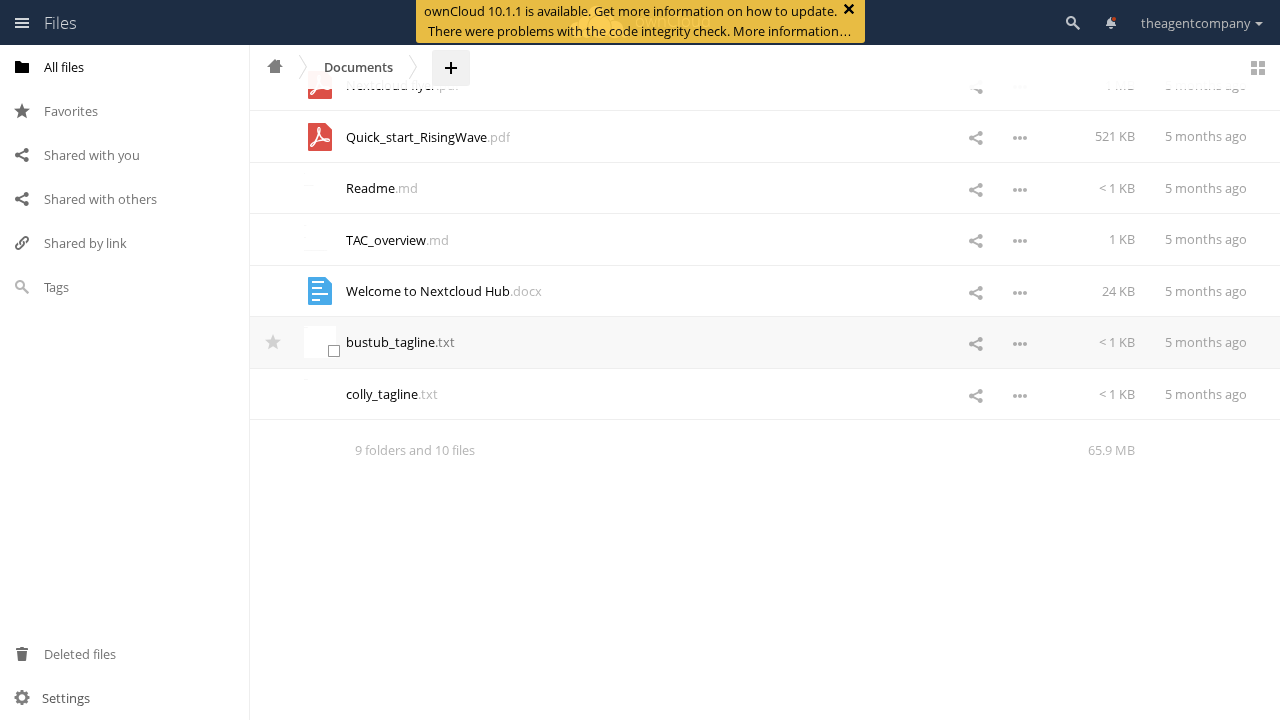 Files
ownCloud 10.1.1 is available. Get more information on how to update.
There were problems with the code integrity check. More information…
theagentcompany
All files
Favorites
Shared with you
Shared with others
Shared by link
Tags
Deleted files
Settings
Documents
Nextcloud flyer.pdf 5 months ago
Quick_start_RisingWave.pdf 521 KB 5 months ago
Readme.md < 1 KB 5 months ago
TAC_overview.md 1 KB 5 months ago
Welcome to Nextcloud Hub.docx 24 KB 5 months ago
bustub_tagline.txt < 1 KB 5 months ago
colly_tagline.txt < 1 KB 5 months ago
9 folders and 10 files 65.9 MB